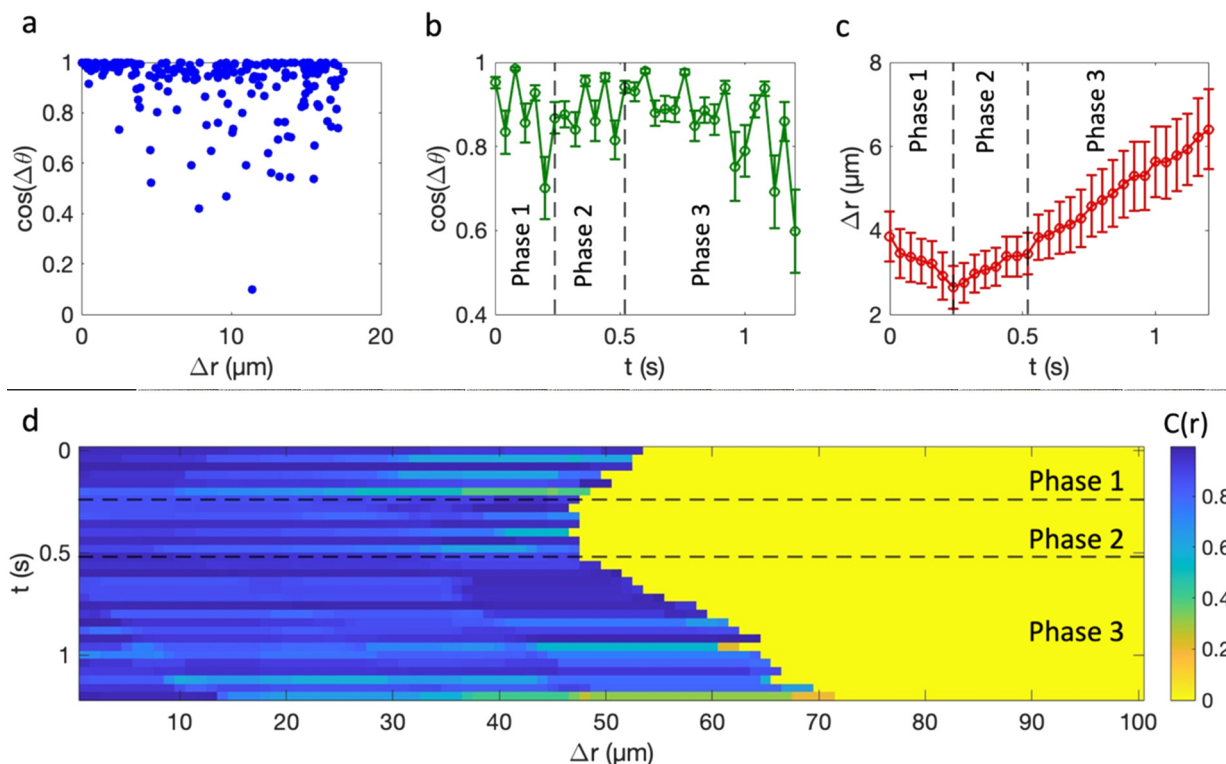 a
1
0.8
0.6
0.4
0.2
0
0
10
20
cos(Δθ)
Δr (μm)
b
1
0.8
0.6
0.4
0
0.5
1
cos(Δθ)
t (s)
Phase 1
Phase 2
Phase 3
c
8
6
4
2
0
0.5
1
Δr (μm)
t (s)
Phase 1
Phase 2
Phase 3
d
C(r)
0
0.5
1
t (s)
Phase 1
Phase 2
Phase 3
10
20
30
40
50
60
70
80
90
100
Δr (μm)
0.8
0.6
0.4
0.2
0